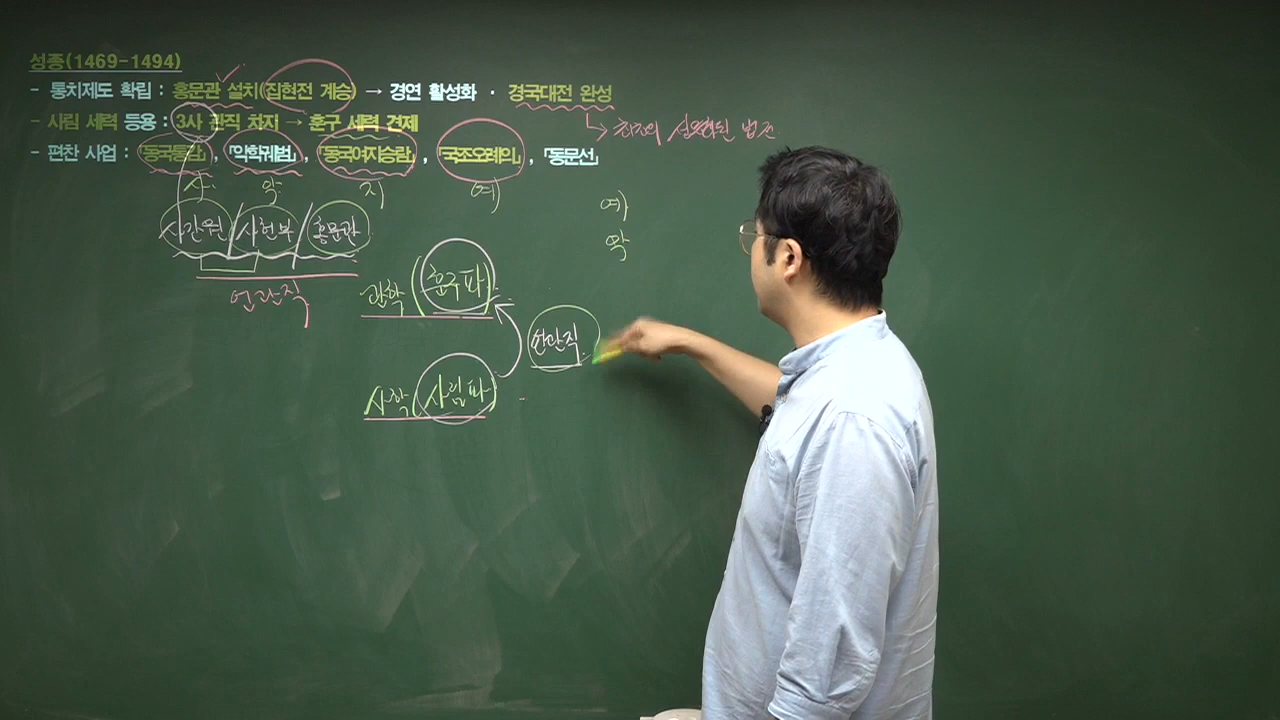 성종(1469-1494)
- 통치제도 확립 : 홍문관 설치(집현전 계승) → 경연 활성화 · 경국대전 완성
→ 최초의 성문화된 법전
- 사림 세력 등용 : 3사 관직 차지 → 훈구 세력 견제
- 편찬 사업 : 「동국통감」, 「악학궤범」, 「동국여지승람」, 「국조오례의」, 「동문선」
사 악 지 예
예
악
사간원 / 사헌부 / 홍문관
언관직
관학 (훈구파)
언관직
사학 (사림파)